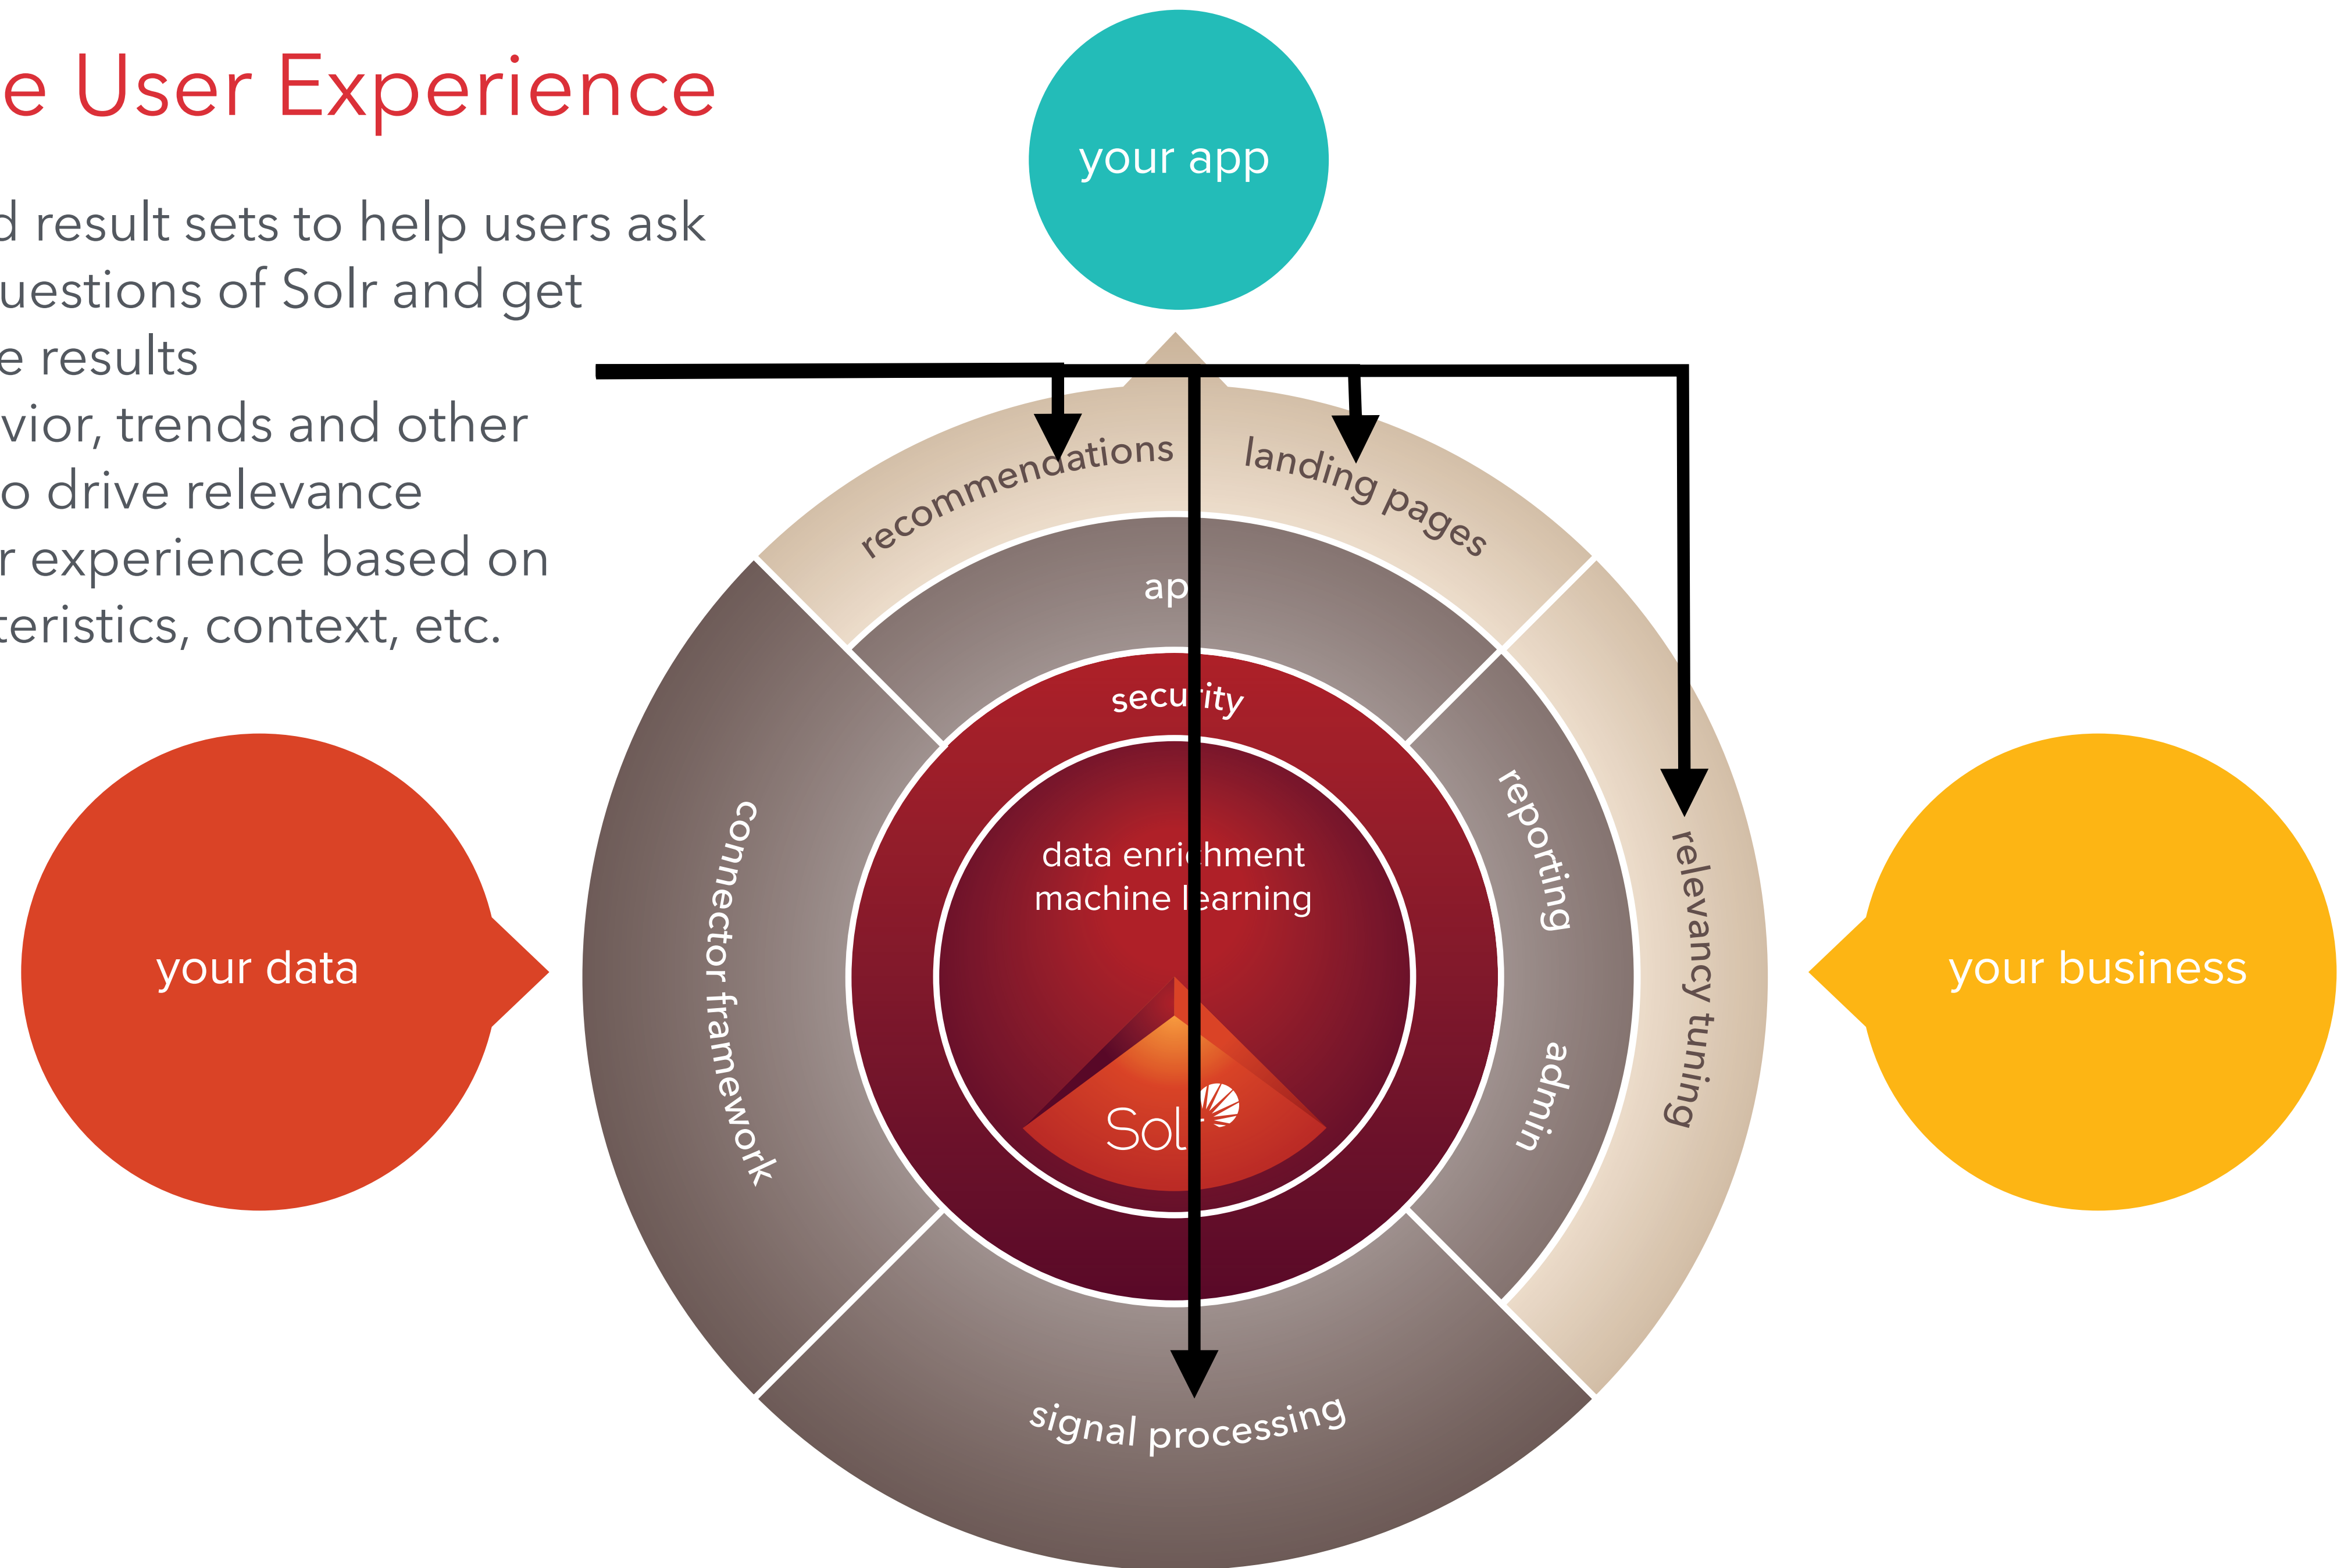 e User Experience
d result sets to help users ask
uestions of Solr and get
e results
vior, trends and other
o drive relevance
r experience based on
teristics, context, etc.
your app
recommendations
landing pages
ap
security
data enrichment
machine learning
connector framework
reporting
admin
relevancy tuning
your data
your business
Solr
signal processing